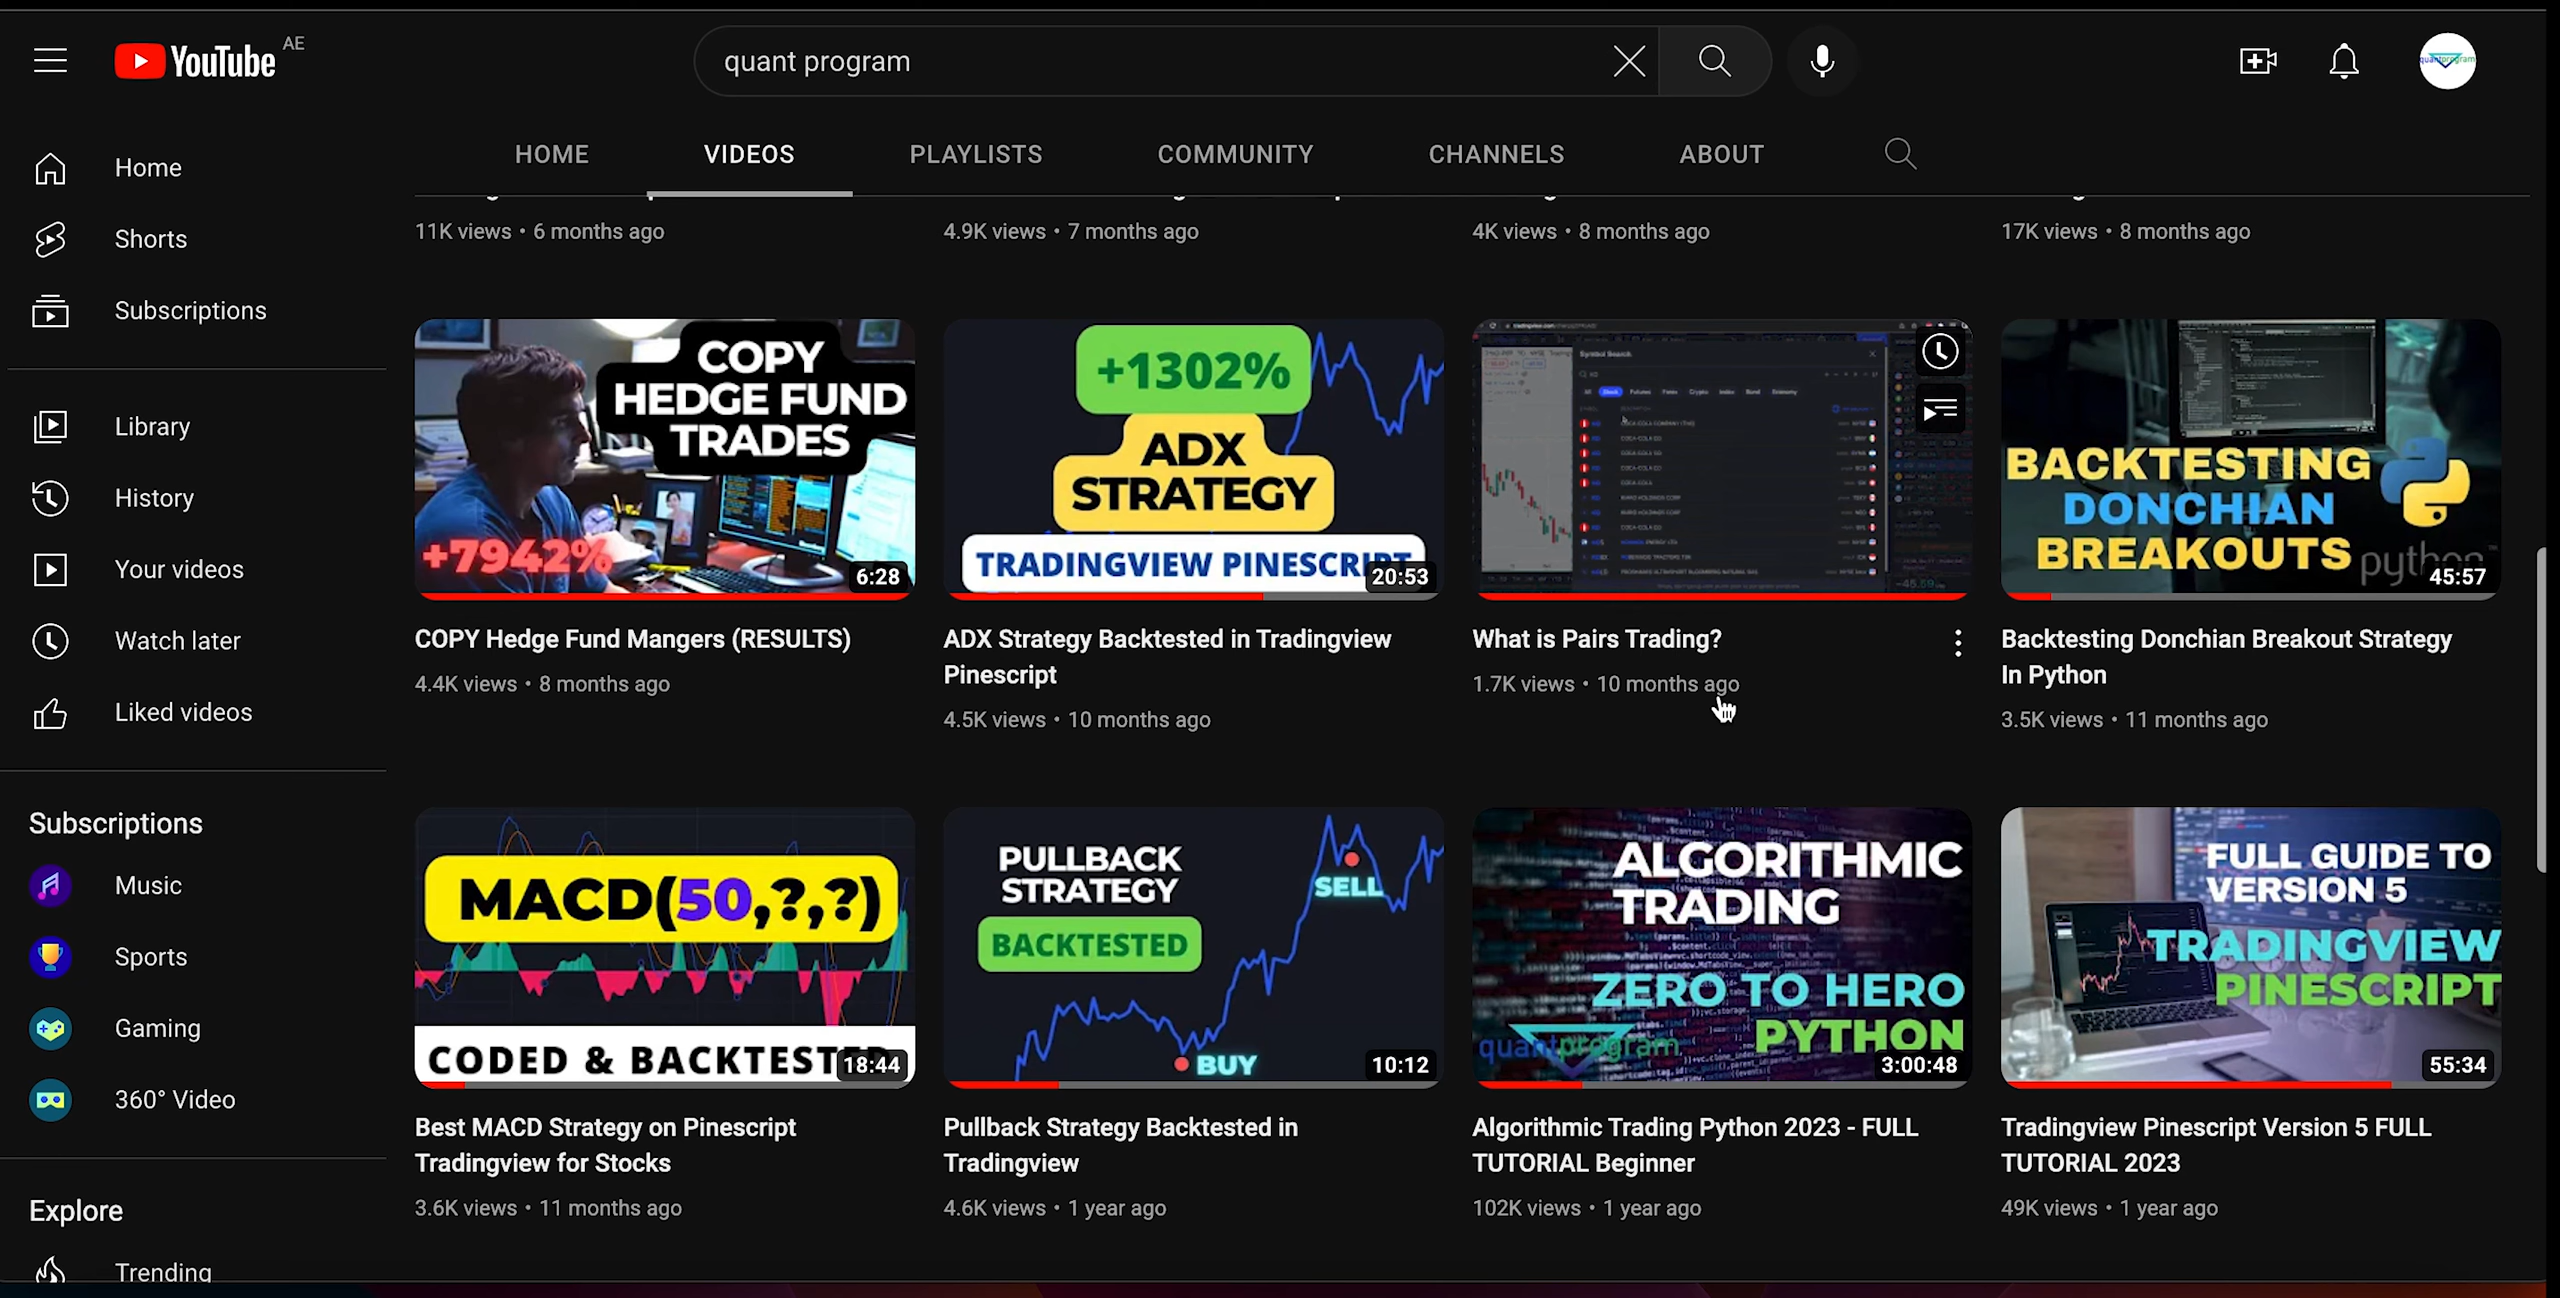 YouTube AE
quant program
quantprogram
HOME VIDEOS PLAYLISTS COMMUNITY CHANNELS ABOUT
Home
Shorts
Subscriptions
Library
History
Your videos
Watch later
Liked videos
Subscriptions
Music
Sports
Gaming
360° Video
Explore
Trending
11K views • 6 months ago
4.9K views • 7 months ago
4K views • 8 months ago
17K views • 8 months ago
COPY
HEDGE FUND
TRADES
+7942%
6:28
COPY Hedge Fund Mangers (RESULTS)
4.4K views • 8 months ago
+1302%
ADX
STRATEGY
TRADINGVIEW PINESCRIPT
20:53
ADX Strategy Backtested in Tradingview
Pinescript
4.5K views • 10 months ago
Symbol Search
What is Pairs Trading?
1.7K views • 10 months ago
BACKTESTING
DONCHIAN
BREAKOUTS
python
45:57
Backtesting Donchian Breakout Strategy
In Python
3.5K views • 11 months ago
MACD(50,?,?)
CODED & BACKTESTED
18:44
Best MACD Strategy on Pinescript
Tradingview for Stocks
3.6K views • 11 months ago
PULLBACK
STRATEGY
BACKTESTED
SELL
BUY
10:12
Pullback Strategy Backtested in
Tradingview
4.6K views • 1 year ago
ALGORITHMIC
TRADING
ZERO TO HERO
PYTHON
quantprogram
3:00:48
Algorithmic Trading Python 2023 - FULL
TUTORIAL Beginner
102K views • 1 year ago
FULL GUIDE TO
VERSION 5
TRADINGVIEW
PINESCRIPT
55:34
Tradingview Pinescript Version 5 FULL
TUTORIAL 2023
49K views • 1 year ago